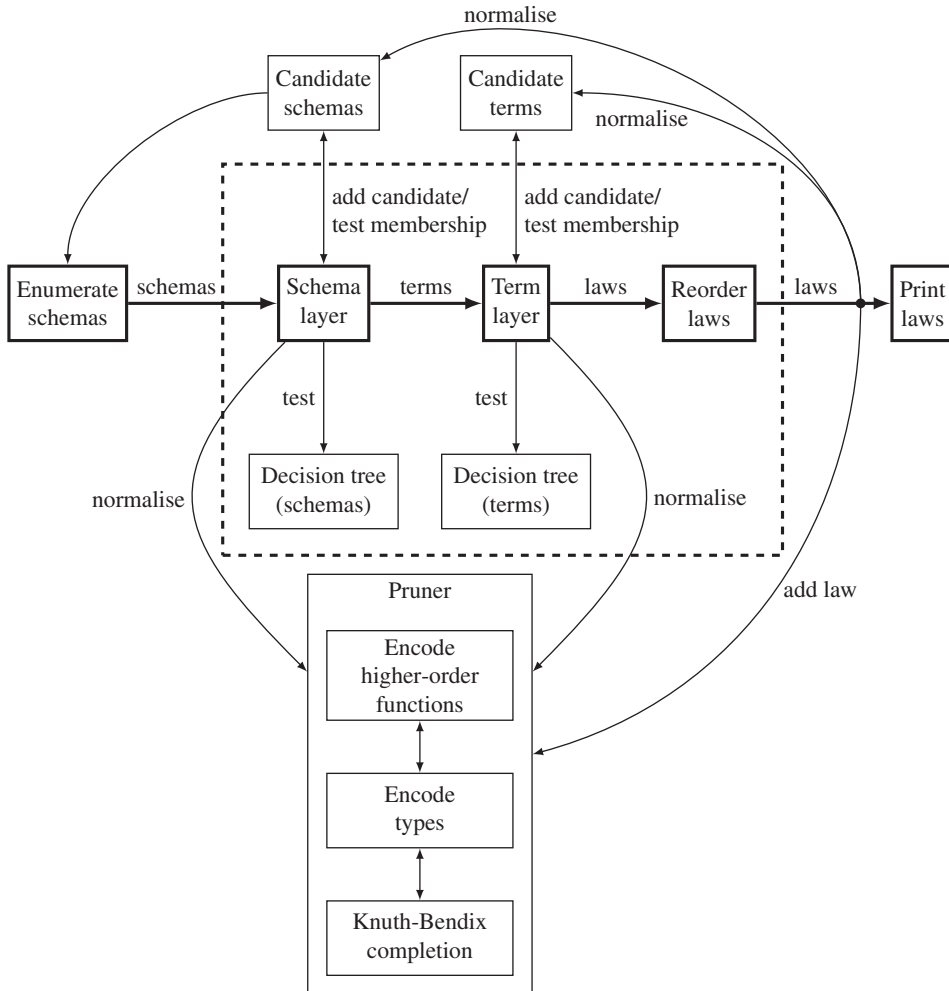 normalise
Candidate
schemas
Candidate
terms
normalise
add candidate/
test membership
add candidate/
test membership
Enumerate
schemas
schemas
Schema
layer
terms
Term
layer
laws
Reorder
laws
laws
Print
laws
test
test
Decision tree
(schemas)
Decision tree
(terms)
normalise
normalise
Pruner
add law
Encode
higher-order
functions
Encode
types
Knuth-Bendix
completion